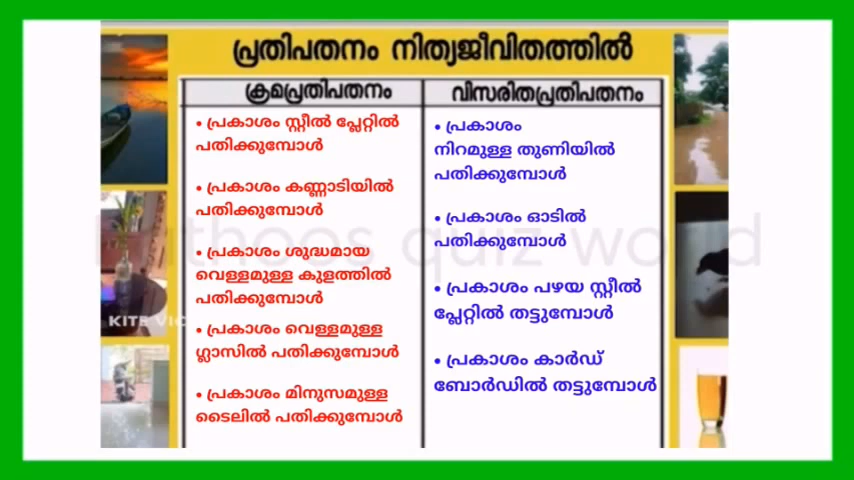 പ്രതിപതനം നിത്യജീവിതത്തിൽ
ക്രമപ്രതിപതനം
• പ്രകാശം സ്റ്റീൽ പ്ലേറ്റിൽ
പതിക്കുമ്പോൾ
• പ്രകാശം കണ്ണാടിയിൽ
പതിക്കുമ്പോൾ
• പ്രകാശം ശുദ്ധമായ
വെള്ളമുള്ള കുളത്തിൽ
പതിക്കുമ്പോൾ
• പ്രകാശം വെള്ളമുള്ള
ഗ്ലാസിൽ പതിക്കുമ്പോൾ
• പ്രകാശം മിനുസമുള്ള
ടൈലിൽ പതിക്കുമ്പോൾ
വിസരിതപ്രതിപതനം
• പ്രകാശം
നിറമുള്ള തുണിയിൽ
പതിക്കുമ്പോൾ
• പ്രകാശം ഓടിൽ
പതിക്കുമ്പോൾ
• പ്രകാശം പഴയ സ്റ്റീൽ
പ്ലേറ്റിൽ തട്ടുമ്പോൾ
• പ്രകാശം കാർഡ്
ബോർഡിൽ തട്ടുമ്പോൾ
quiz world
KITE VIC